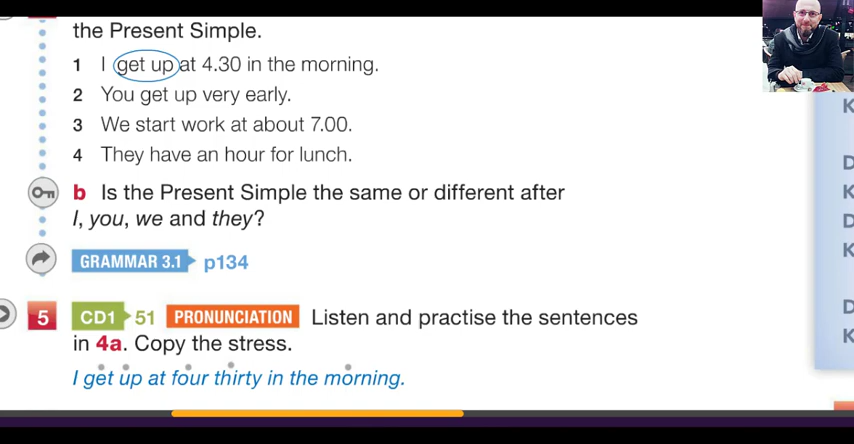 the Present Simple.
1 I get up at 4.30 in the morning.
2 You get up very early.
3 We start work at about 7.00.
4 They have an hour for lunch.
b Is the Present Simple the same or different after
I, you, we and they?
GRAMMAR 3.1 p134
5 CD1 51 PRONUNCIATION Listen and practise the sentences
in 4a. Copy the stress.
I get up at four thirty in the morning.
K
D
K
D
K
D
K